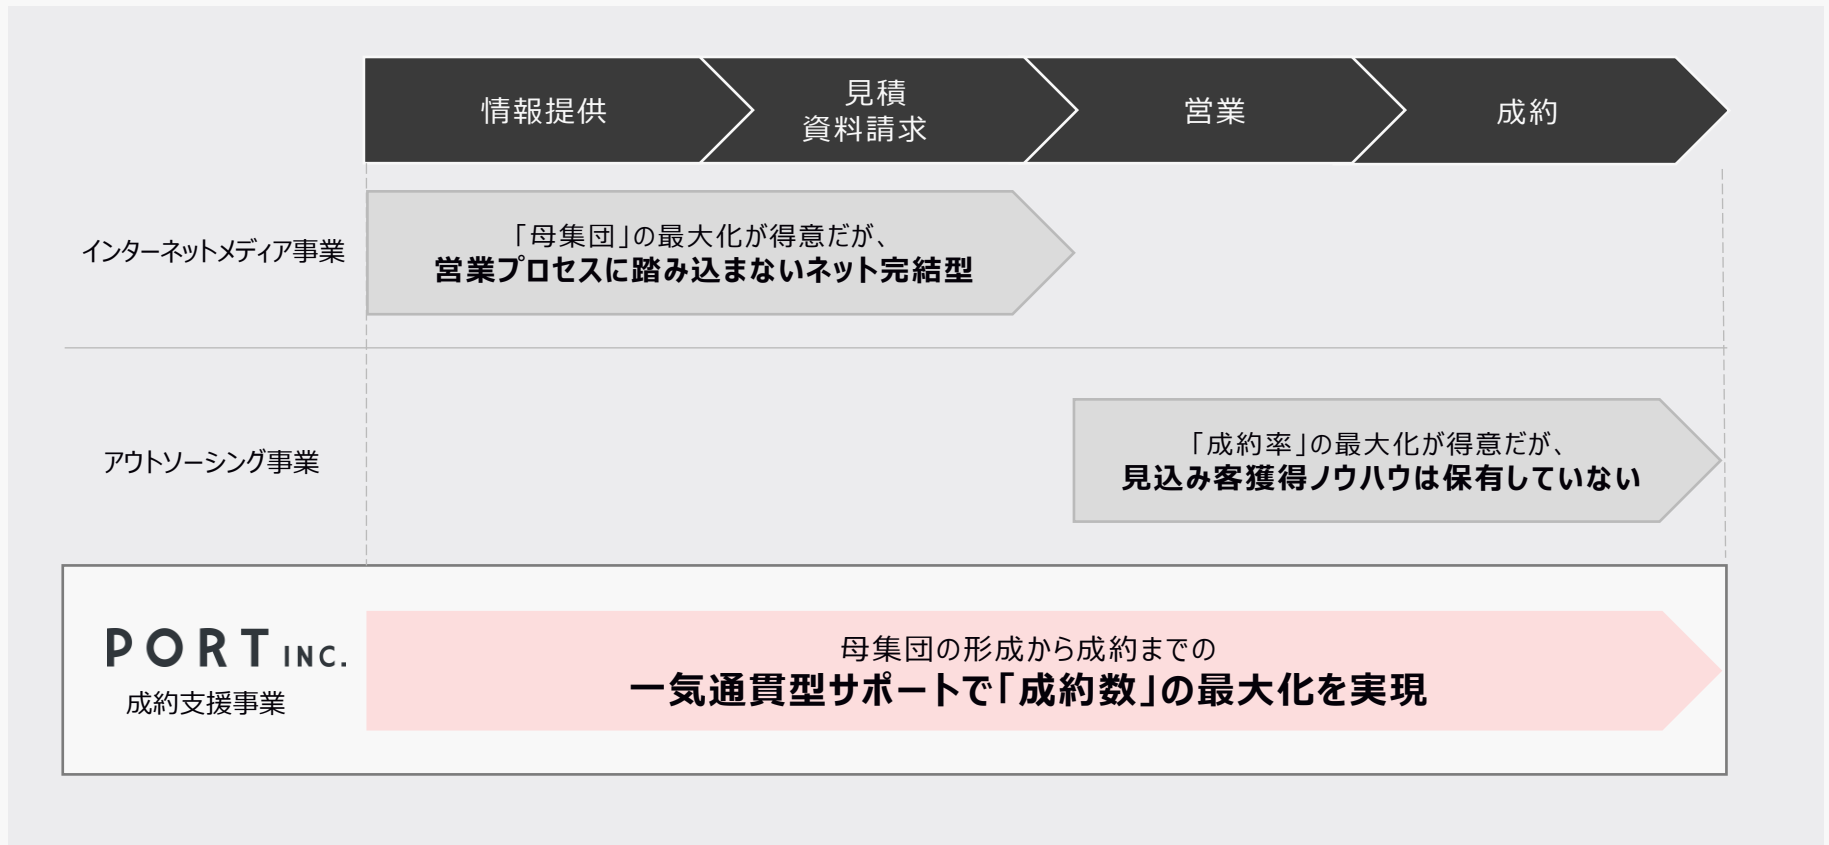 情報提供
見積
資料請求
営業
成約
インターネットメディア事業
「母集団」の最大化が得意だが、
営業プロセスに踏み込まないネット完結型
アウトソーシング事業
「成約率」の最大化が得意だが、
見込み客獲得ノウハウは保有していない
PORT INC.
成約支援事業
母集団の形成から成約までの
一気通貫型サポートで「成約数」の最大化を実現